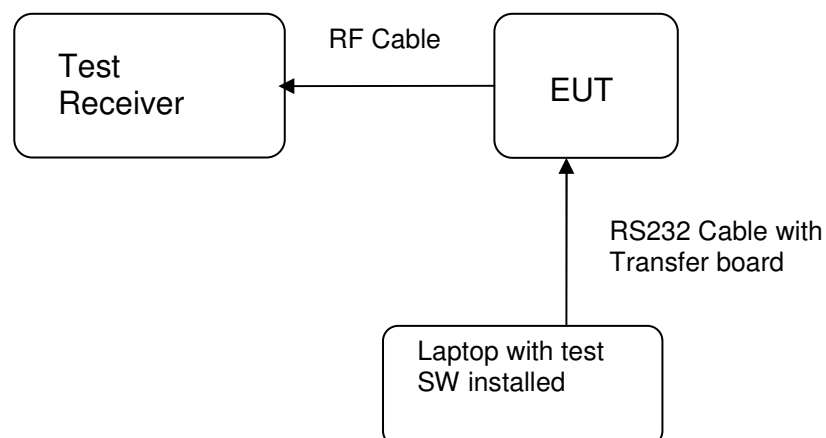 RF Cable
Test
Receiver
EUT
RS232 Cable with
Transfer board
Laptop with test
SW installed